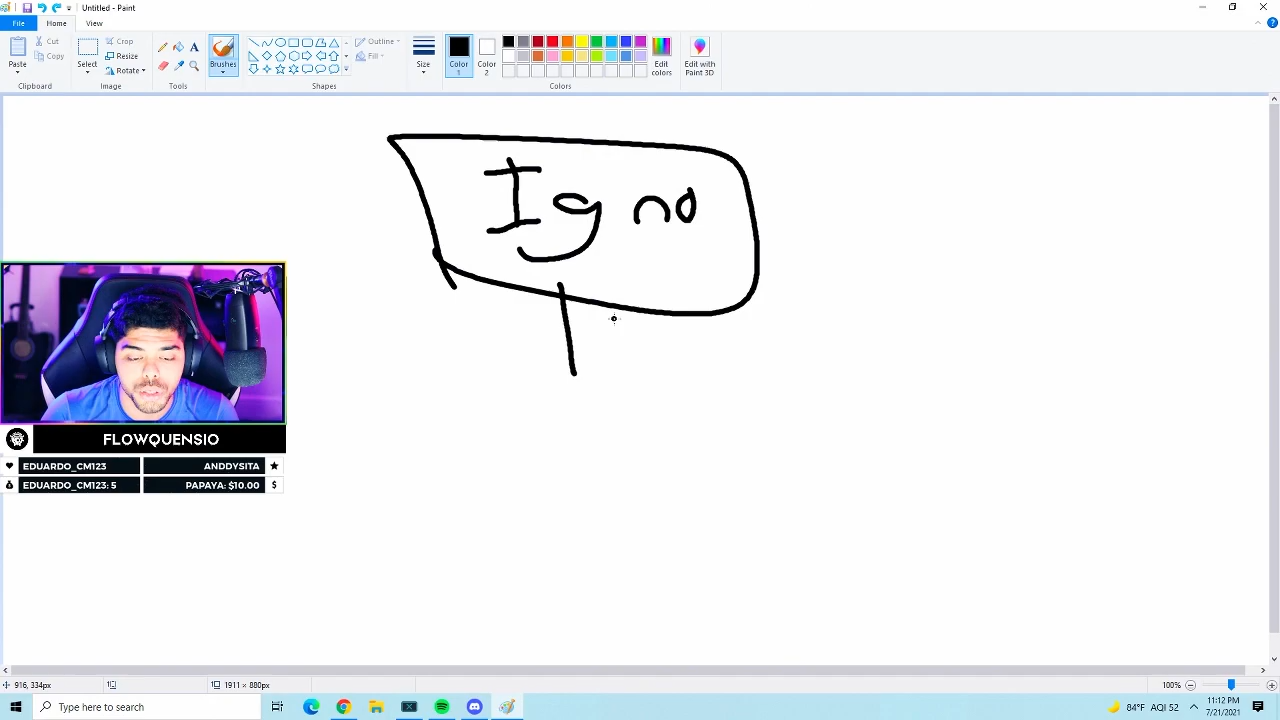 Untitled - Paint
File Home View
Paste
Cut
Copy
Clipboard
Select
Crop
Resize
Rotate
Image
Tools
Brushes
Shapes
Outline
Fill
Size
Color 1
Color 2
Colors
Edit colors
Edit with Paint 3D
Ig no
FLOWQUENSIO
EDUARDO_CM123 ANDDYSITA
EDUARDO_CM123: 5 PAPAYA: $10.00 $
916, 334px 1911 × 880px 100%
Type here to search
84°F AQI 52
11:12 PM
7/21/2021